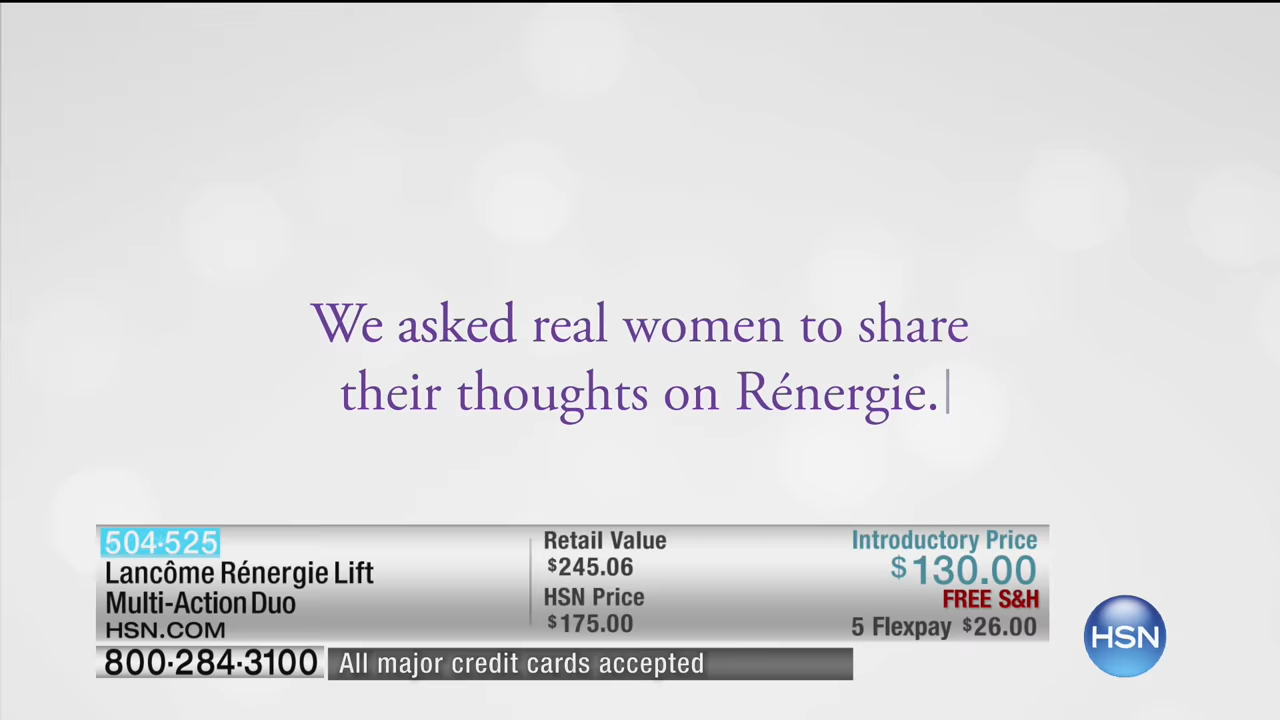 We asked real women to share
their thoughts on Rénergie.
504·525
Lancôme Rénergie Lift
Multi-Action Duo
HSN.COM
Retail Value
$245.06
HSN Price
$175.00
Introductory Price
$130.00
FREE S&H
5 Flexpay $26.00
800·284·3100
All major credit cards accepted
HSN